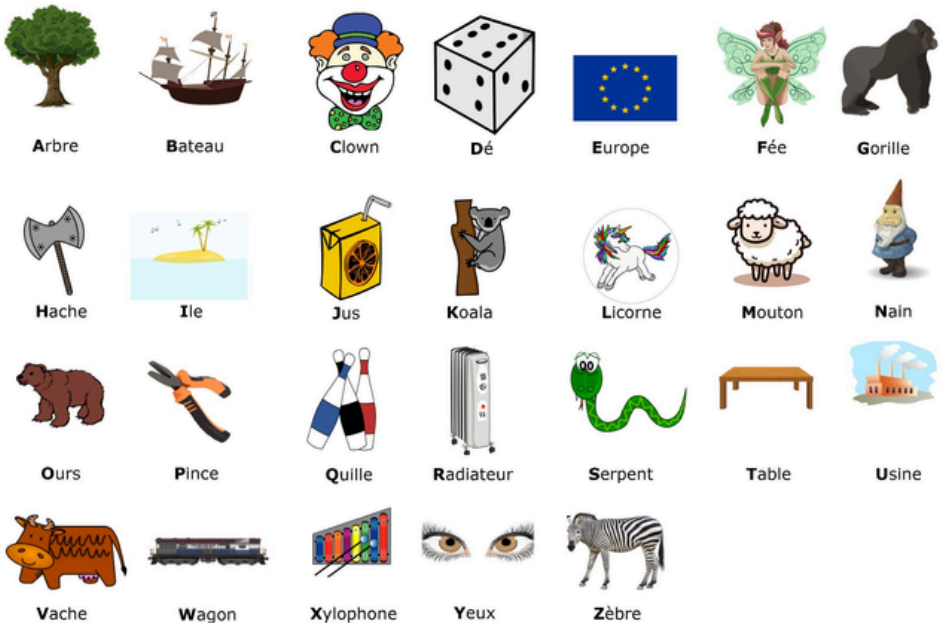 Arbre Bateau Clown Dé Europe Fée Gorille
Hache Ile Jus Koala Licorne Mouton Nain
Ours Pince Quille Radiateur Serpent Table Usine
Vache Wagon Xylophone Yeux Zèbre